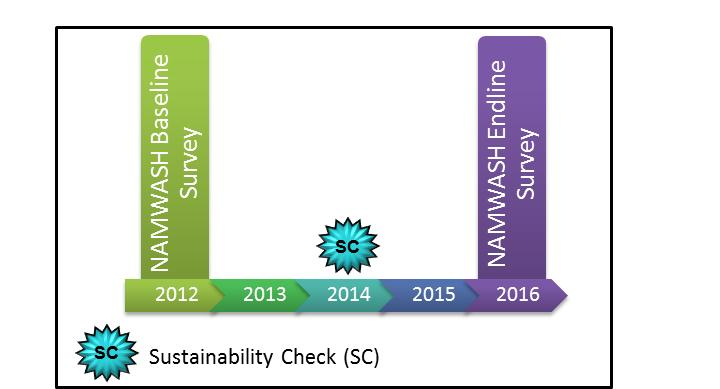 NAMWASH Baseline
Survey
NAMWASH Endline
Survey
SC
2012
2013
2014
2015
2016
SC
Sustainability Check (SC)